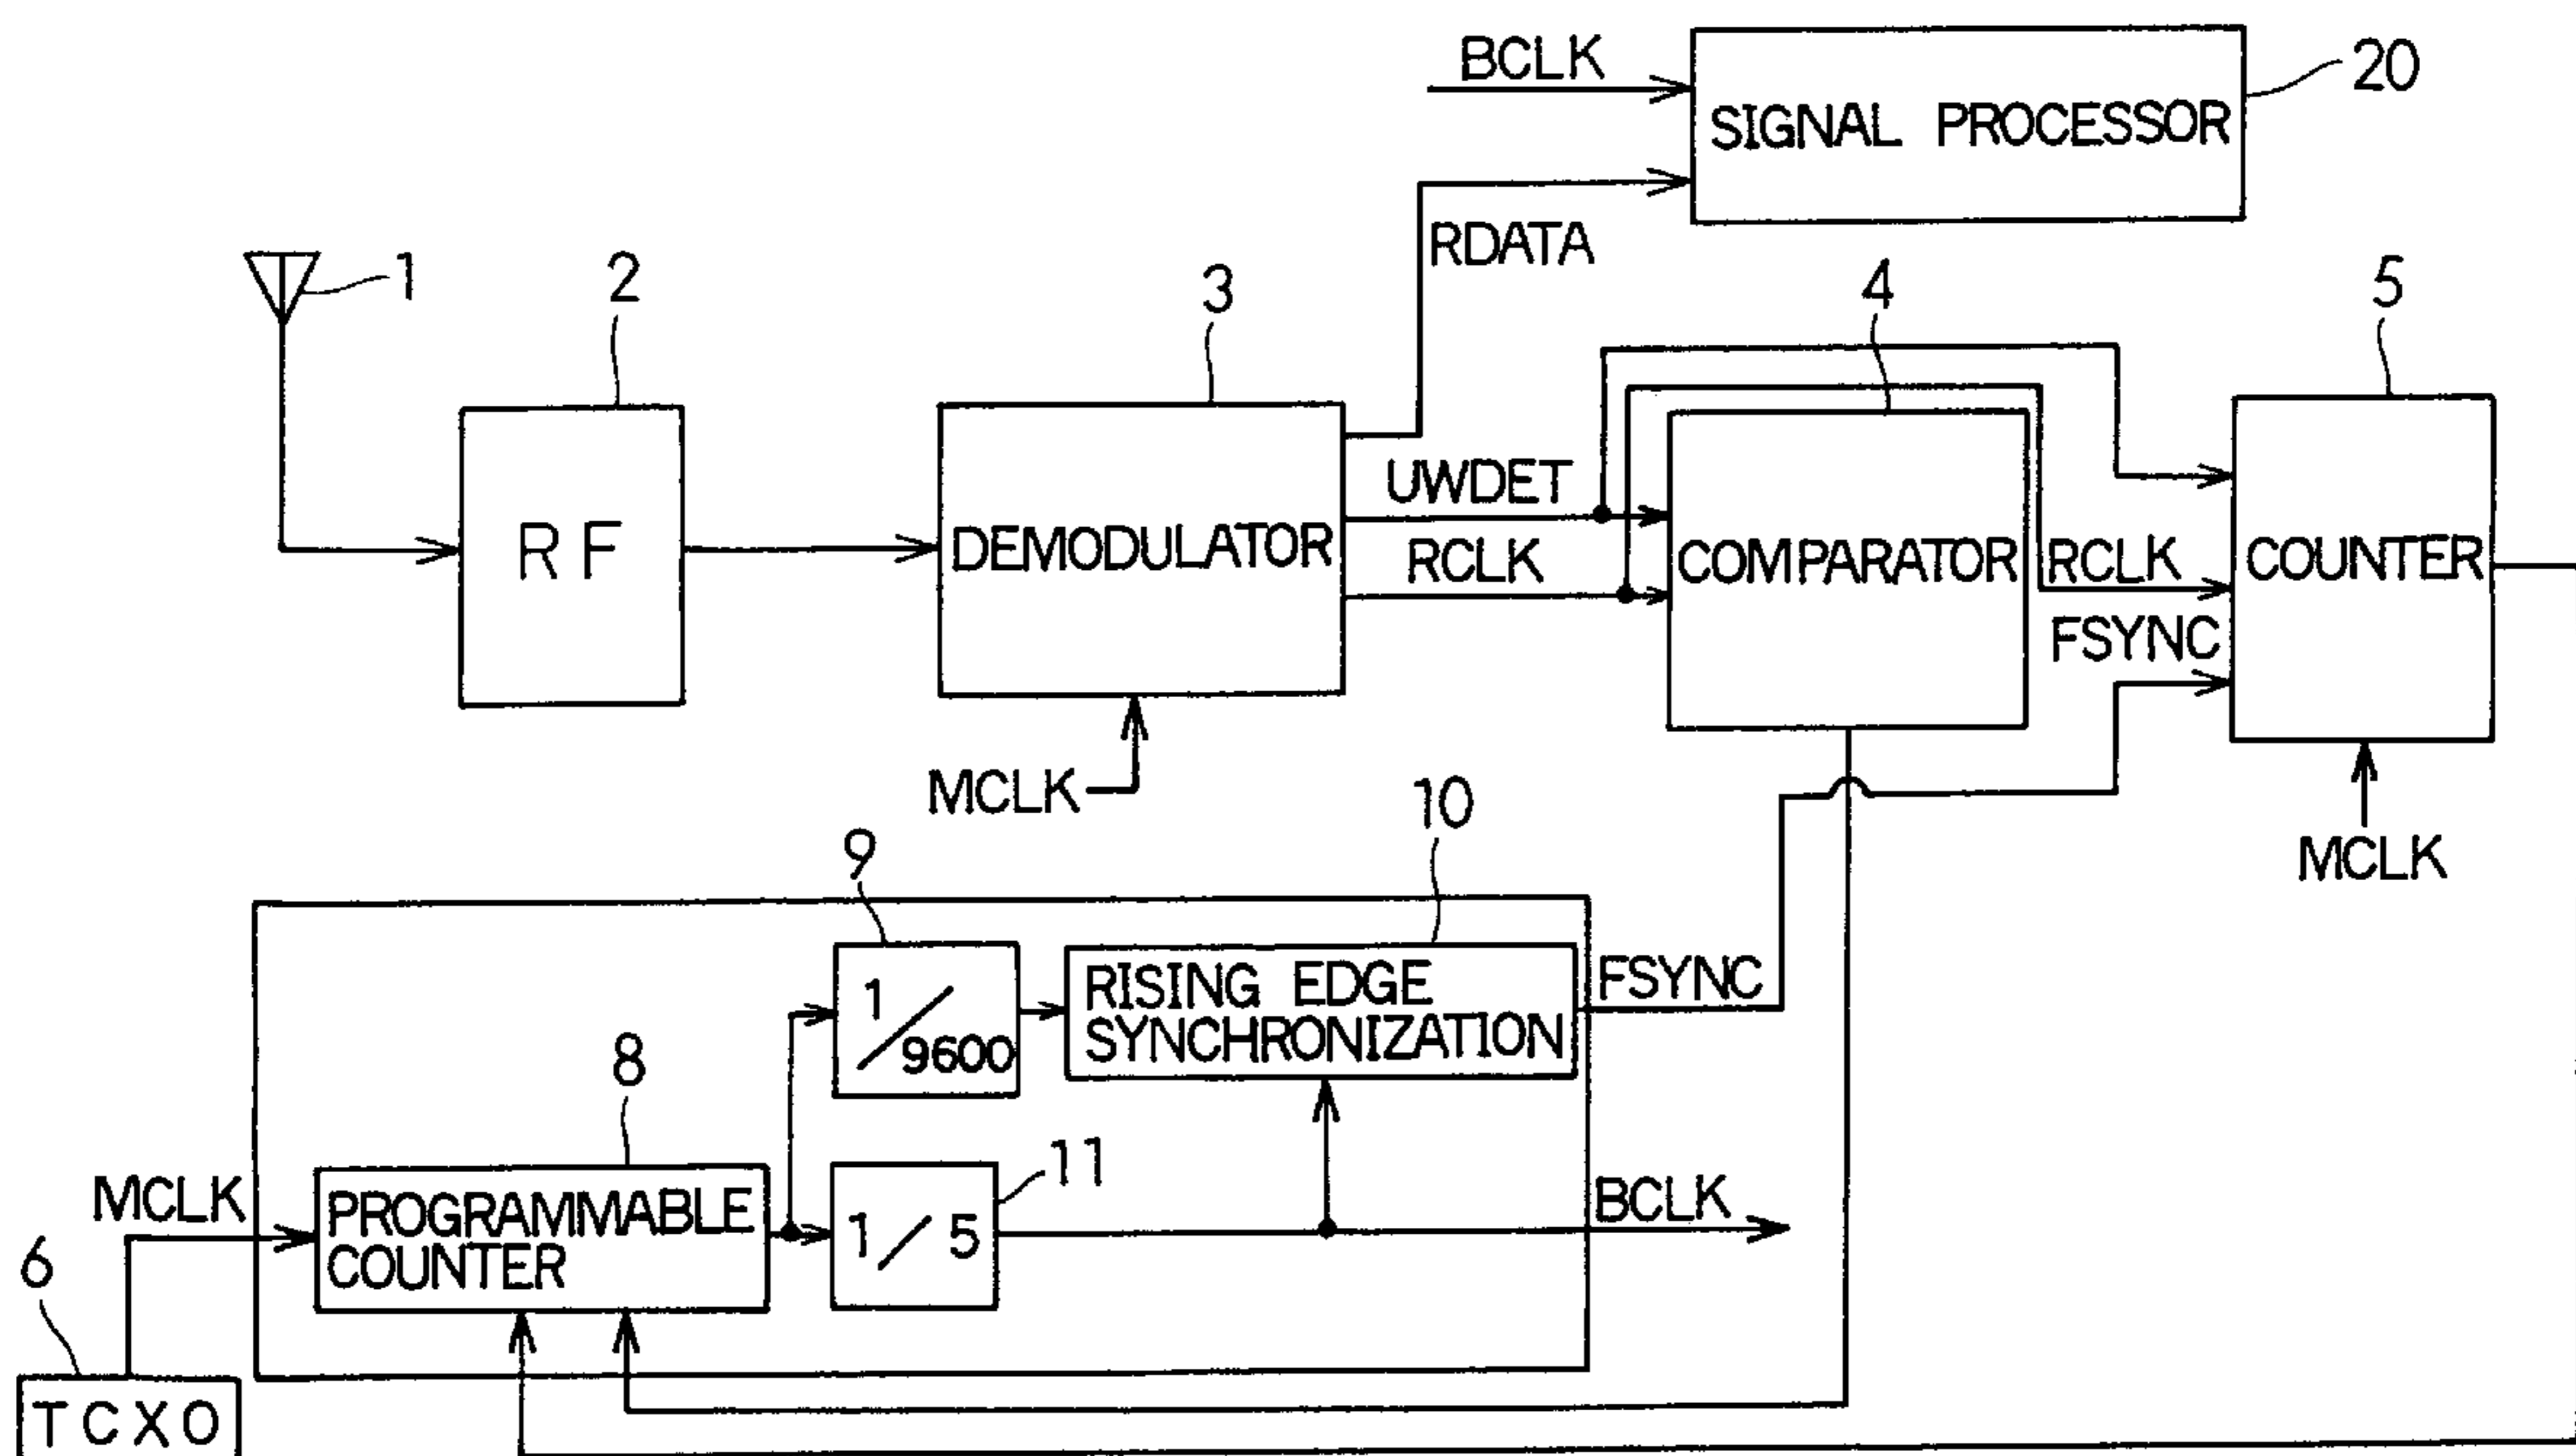 BCLK
SIGNAL PROCESSOR
20
RDATA
1
2
3
4
5
RF
DEMODULATOR
UWDET
RCLK
COMPARATOR
RCLK
COUNTER
FSYNC
MCLK
MCLK
9
10
1/9600
RISING EDGE
SYNCHRONIZATION
FSYNC
8
11
MCLK
PROGRAMMABLE
COUNTER
1/5
BCLK
6
TCXO